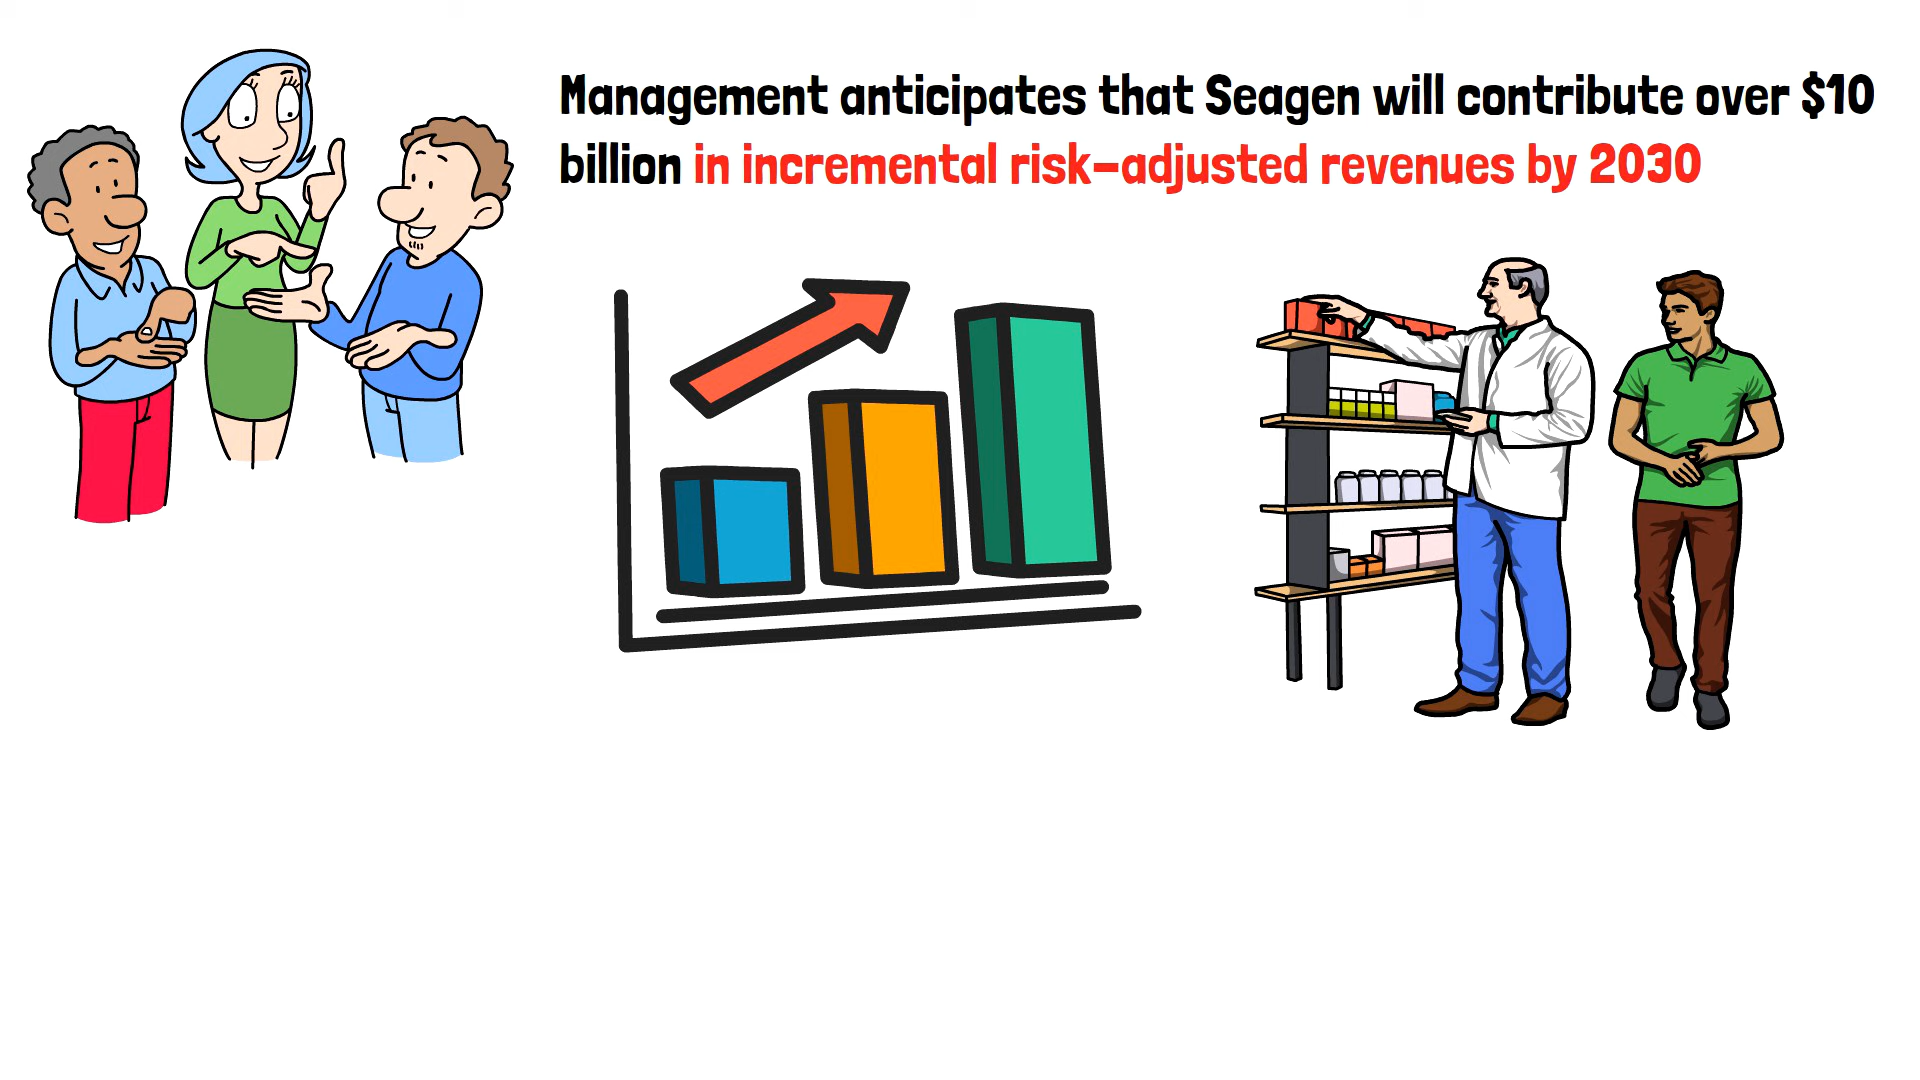 Management anticipates that Seagen will contribute over $10
billion in incremental risk-adjusted revenues by 2030